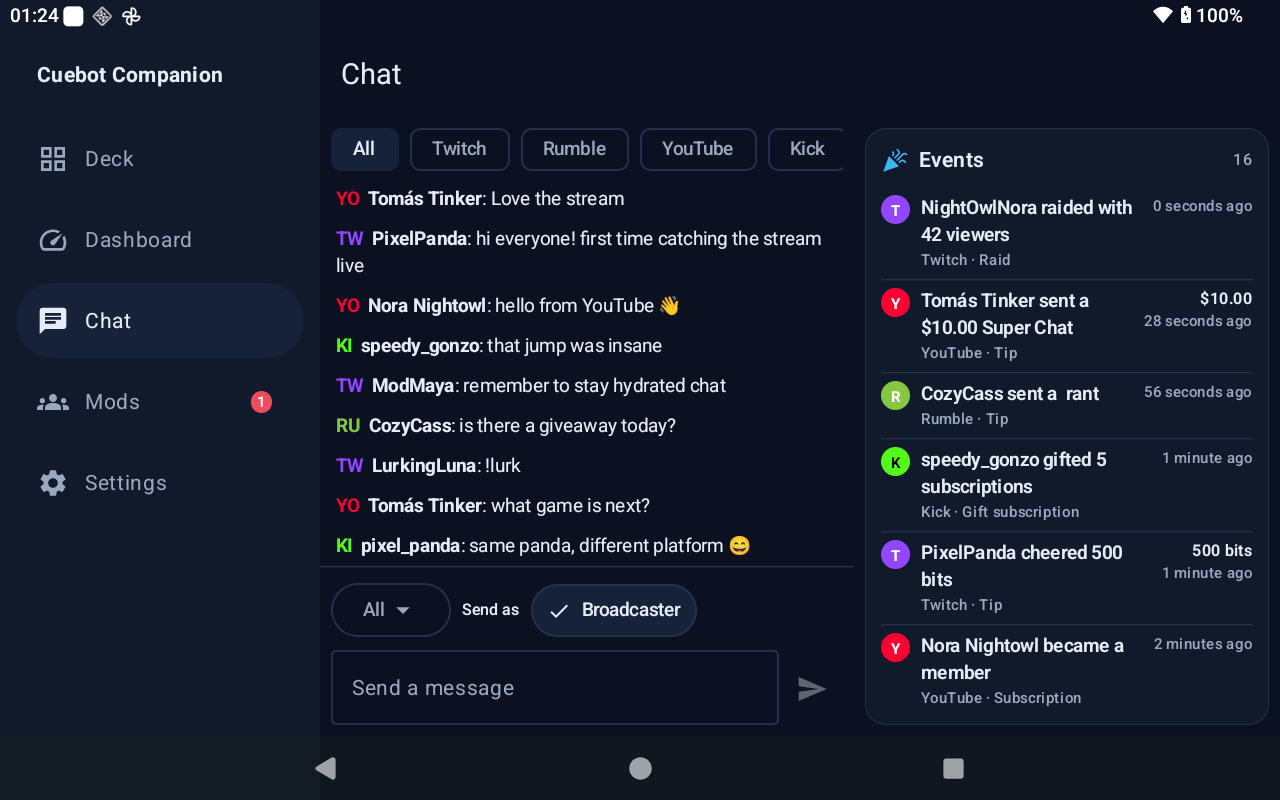 01:24
100%
Cuebot Companion
Chat
Deck
Dashboard
Chat
Mods
1
Settings
All
Twitch
Rumble
YouTube
Kick
YO Tomás Tinker: Love the stream
TW PixelPanda: hi everyone! first time catching the stream
live
YO Nora Nightowl: hello from YouTube 👋
KI speedy_gonzo: that jump was insane
TW ModMaya: remember to stay hydrated chat
RU CozyCass: is there a giveaway today?
TW LurkingLuna: !lurk
YO Tomás Tinker: what game is next?
KI pixel_panda: same panda, different platform 😄
All
Send as
Broadcaster
Send a message
Events
16
T
NightOwlNora raided with
42 viewers
0 seconds ago
Twitch · Raid
Y
Tomás Tinker sent a
$10.00 Super Chat
$10.00
28 seconds ago
YouTube · Tip
R
CozyCass sent a  rant
56 seconds ago
Rumble · Tip
K
speedy_gonzo gifted 5
subscriptions
1 minute ago
Kick · Gift subscription
T
PixelPanda cheered 500
bits
500 bits
1 minute ago
Twitch · Tip
Y
Nora Nightowl became a
member
2 minutes ago
YouTube · Subscription